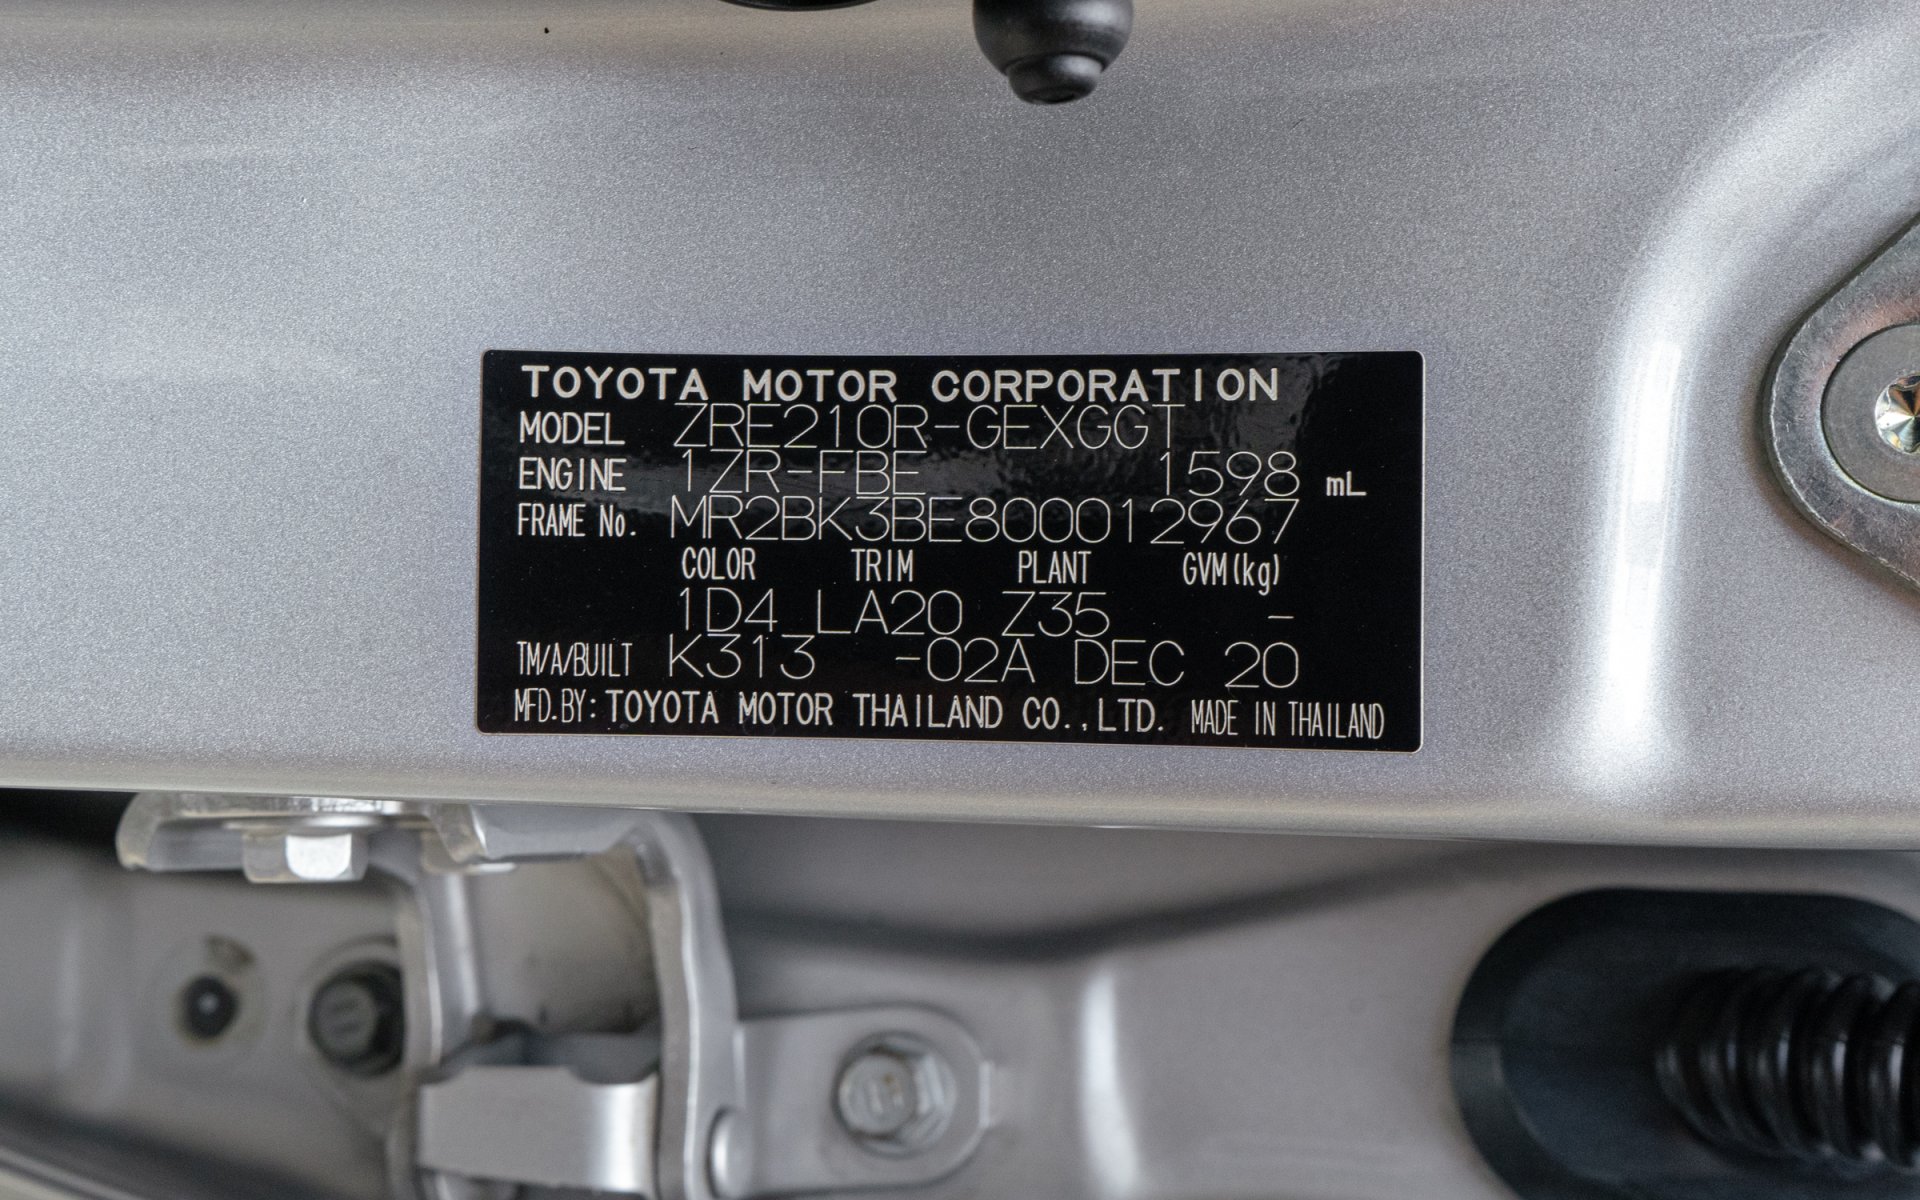 TOYOTA MOTOR CORPORATION
MODEL ZRE210R-GEXGGT
ENGINE 1ZR-FBE 1598 mL
FRAME No. MR2BK3BE800012967
COLOR TRIM PLANT GVM(kg)
1D4 LA20 Z35 -
TM/A/BUILT K313 -02A DEC 20
MFD.BY: TOYOTA MOTOR THAILAND CO.,LTD. MADE IN THAILAND